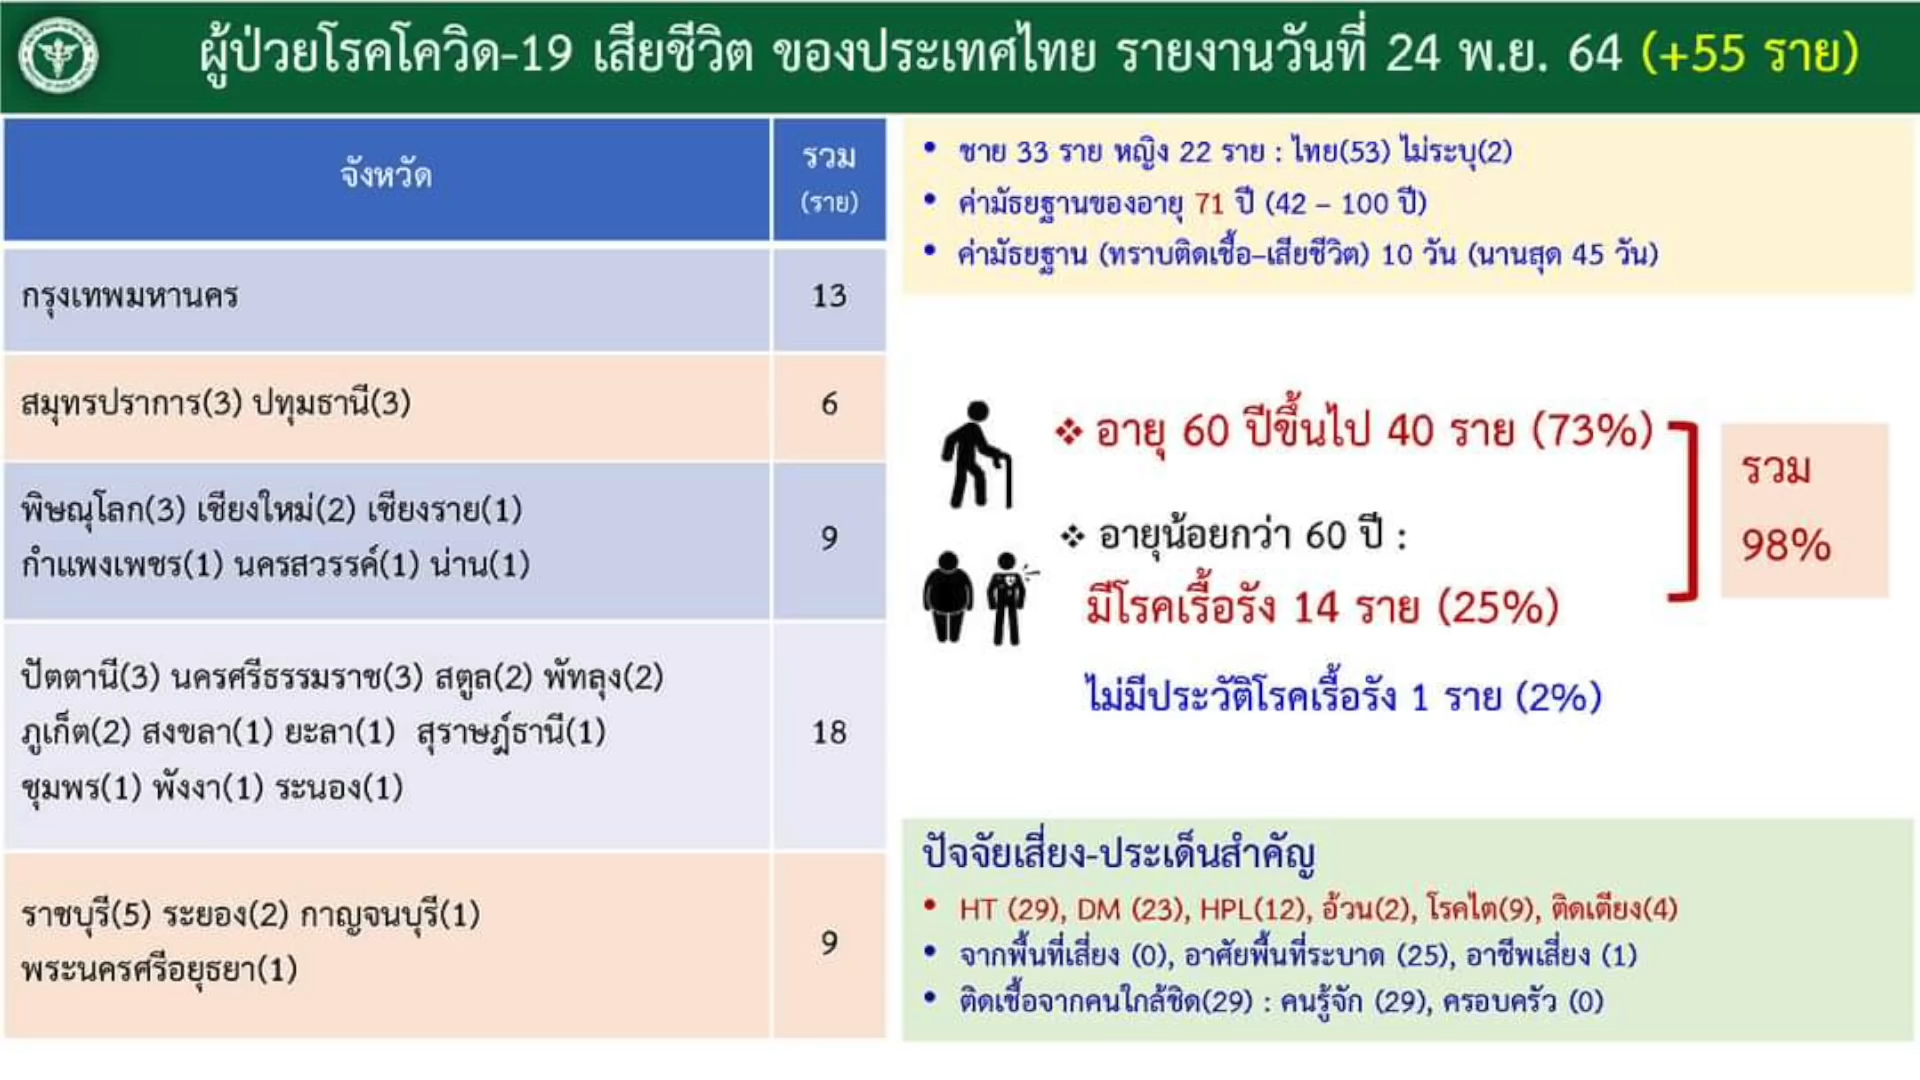 ผู้ป่วยโรคโควิด-19 เสียชีวิต ของประเทศไทย รายงานวันที่ 24 พ.ย. 64 (+55 ราย)
จังหวัด
รวม
(ราย)
กรุงเทพมหานคร
13
สมุทรปราการ(3) ปทุมธานี(3)
6
พิษณุโลก(3) เชียงใหม่(2) เชียงราย(1)
กำแพงเพชร(1) นครสวรรค์(1) น่าน(1)
9
ปัตตานี(3) นครศรีธรรมราช(3) สตูล(2) พัทลุง(2)
ภูเก็ต(2) สงขลา(1) ยะลา(1) สุราษฎ์ธานี(1)
ชุมพร(1) พังงา(1) ระนอง(1)
18
ราชบุรี(5) ระยอง(2) กาญจนบุรี(1)
พระนครศรีอยุธยา(1)
9
• ชาย 33 ราย หญิง 22 ราย : ไทย(53) ไม่ระบุ(2)
• ค่ามัธยฐานของอายุ 71 ปี (42 – 100 ปี)
• ค่ามัธยฐาน (ทราบติดเชื้อ–เสียชีวิต) 10 วัน (นานสุด 45 วัน)
❖ อายุ 60 ปีขึ้นไป 40 ราย (73%)
❖ อายุน้อยกว่า 60 ปี :
มีโรคเรื้อรัง 14 ราย (25%)
ไม่มีประวัติโรคเรื้อรัง 1 ราย (2%)
รวม
98%
ปัจจัยเสี่ยง-ประเด็นสำคัญ
• HT (29), DM (23), HPL(12), อ้วน(2), โรคไต(9), ติดเตียง(4)
• จากพื้นที่เสี่ยง (0), อาศัยพื้นที่ระบาด (25), อาชีพเสี่ยง (1)
• ติดเชื้อจากคนใกล้ชิด(29) : คนรู้จัก (29), ครอบครัว (0)